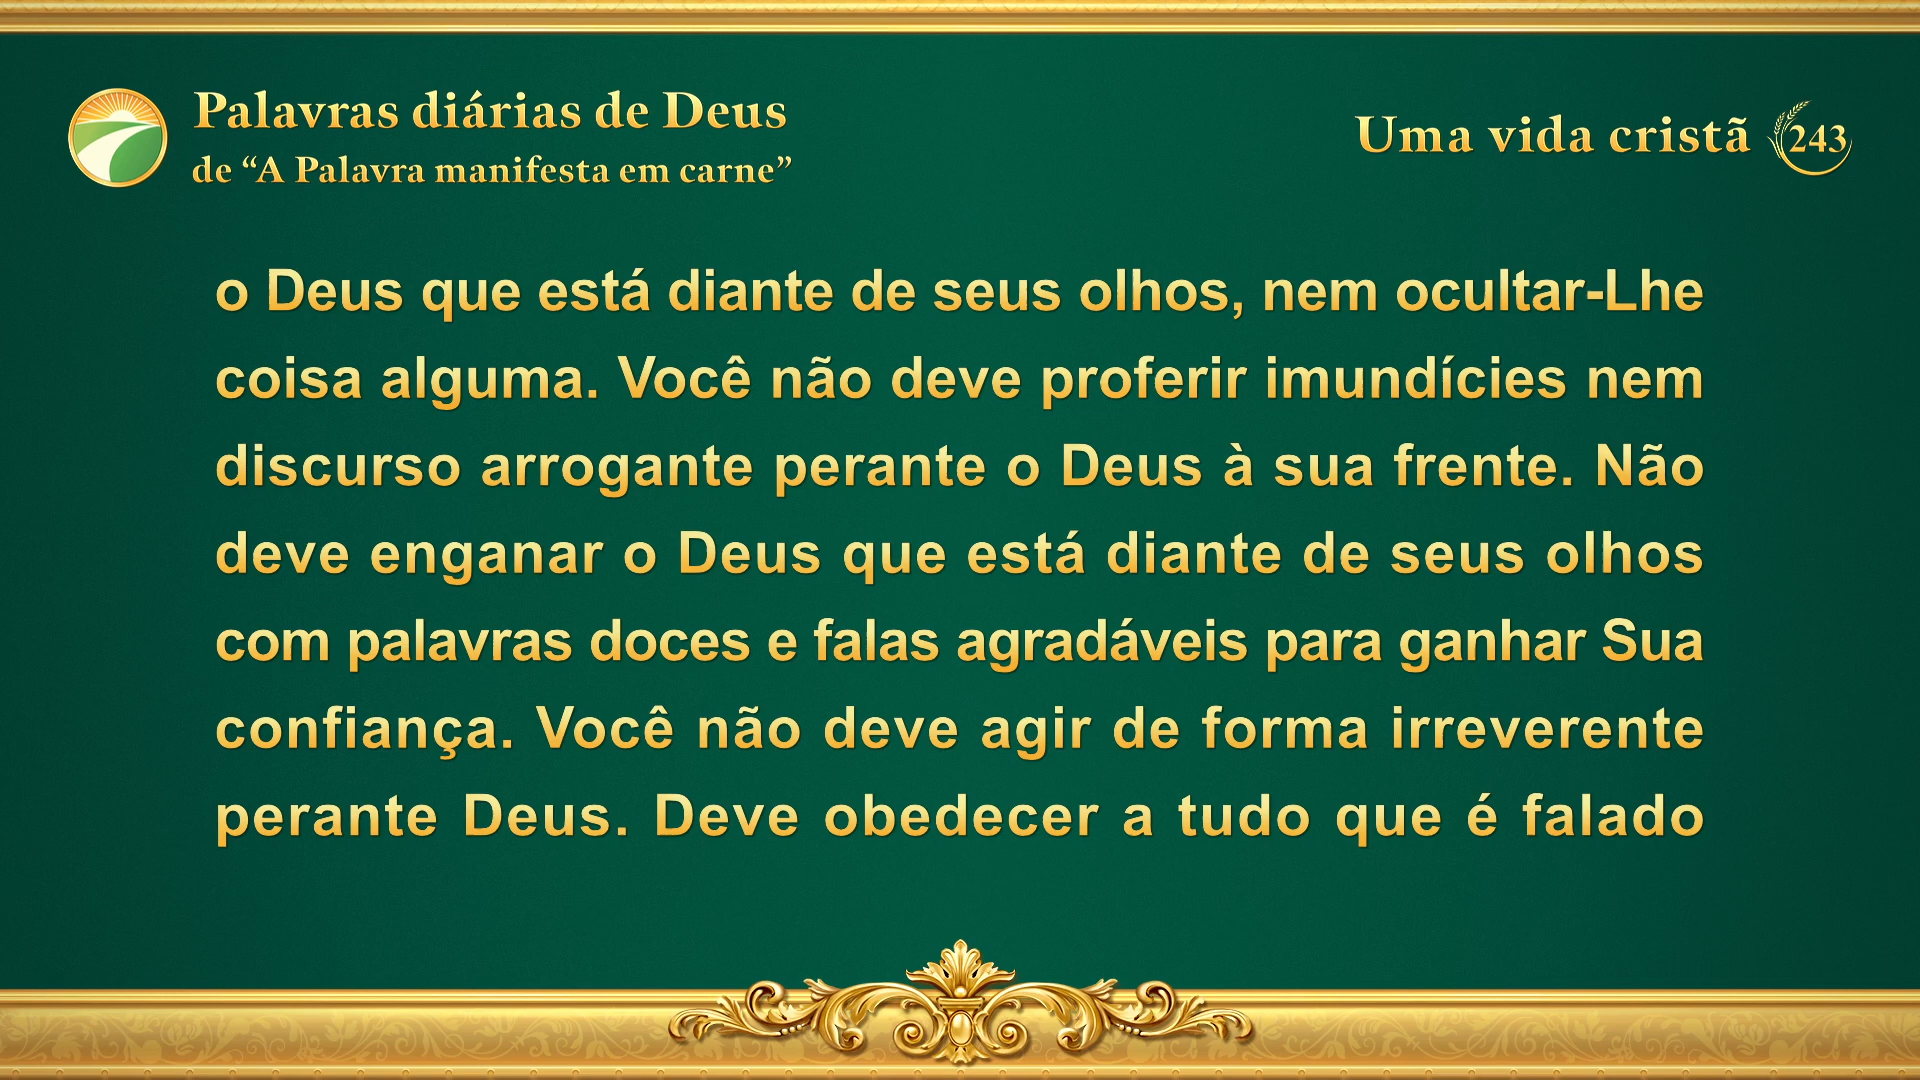 Palavras diárias de Deus
de “A Palavra manifesta em carne”
Uma vida cristã 243
o Deus que está diante de seus olhos, nem ocultar-Lhe
coisa alguma. Você não deve proferir imundícies nem
discurso arrogante perante o Deus à sua frente. Não
deve enganar o Deus que está diante de seus olhos
com palavras doces e falas agradáveis para ganhar Sua
confiança. Você não deve agir de forma irreverente
perante Deus. Deve obedecer a tudo que é falado